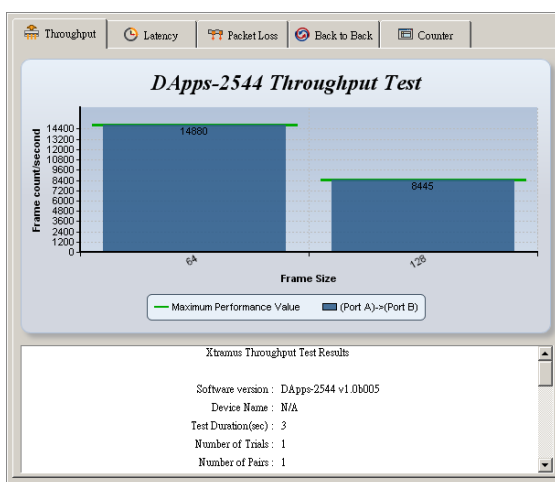 Throughput Latency Packet Loss Back to Back Counter
DApps-2544 Throughput Test
Frame count/second
14400
13200
12000
10800
9600
8400
7200
6000
4800
3600
2400
1200
0
14880
8445
64 128
Frame Size
Maximum Performance Value (Port A)->(Port B)
Xtramus Throughput Test Results
Software version : DApps-2544 v1.0b005
Device Name : N/A
Test Duration(sec) : 3
Number of Trials : 1
Number of Pairs : 1